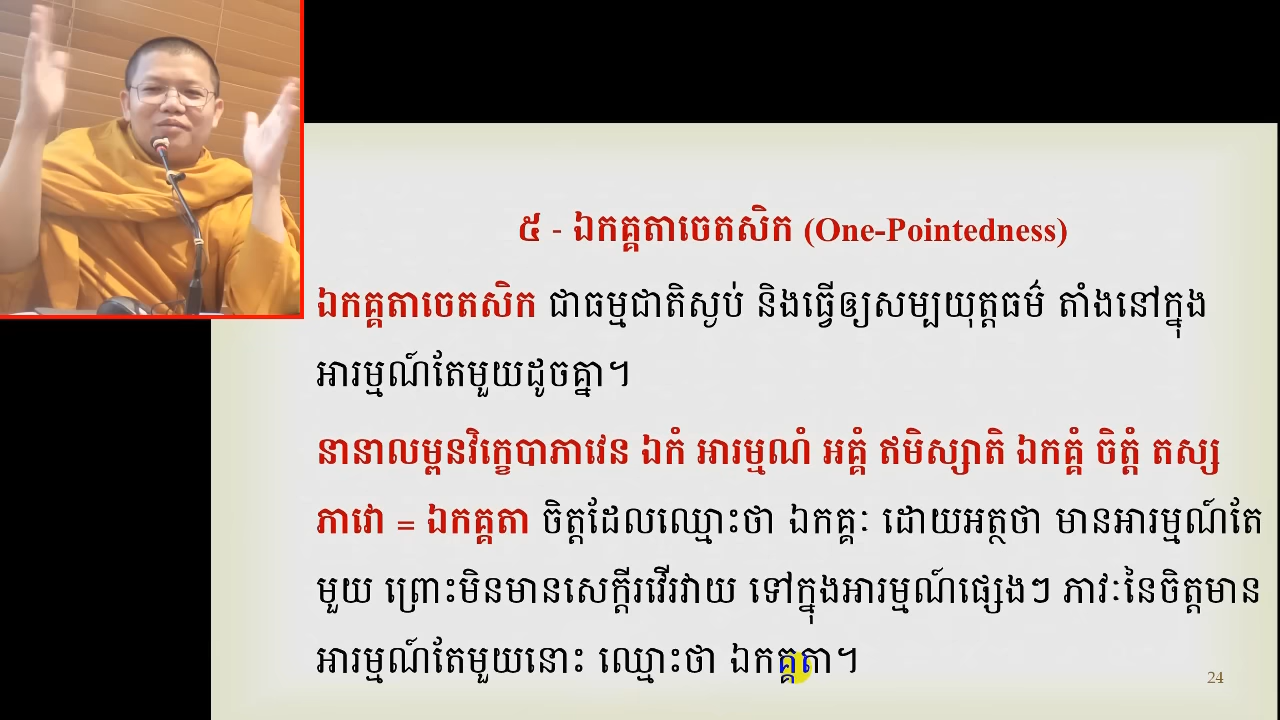 ៥ - ឯកគ្គតាចេតសិក (One-Pointedness)
ឯកគ្គតាចេតសិក ជាធម្មជាតិស្ងប់ និងធ្វើឲ្យសម្បយុត្តធម៌ តាំងនៅក្នុង
អារម្មណ៍តែមួយដូចគ្នា។
នានាលម្ពនវិក្ខេបាភាវេន ឯកំ អារម្មណំ អគ្គំ ឥមិស្សាតិ ឯកគ្គំ ចិត្តំ តស្ស
ភាវោ = ឯកគ្គតា ចិត្តដែលឈ្មោះថា ឯកគ្គៈ ដោយអត្ថថា មានអារម្មណ៍តែ
មួយ ព្រោះមិនមានសេក្តីរវើរវាយ ទៅក្នុងអារម្មណ៍ផ្សេងៗ ភាវៈនៃចិត្តមាន
អារម្មណ៍តែមួយនោះ ឈ្មោះថា ឯកគ្គតា។
24